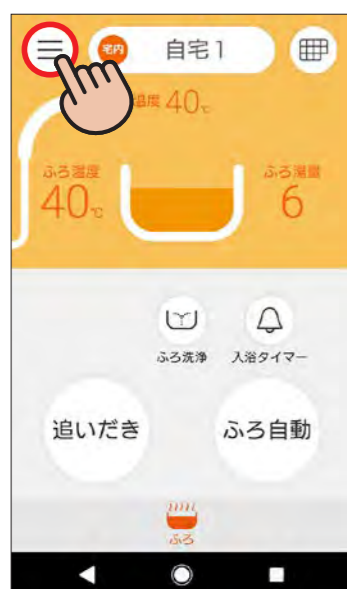 宅内 自宅1
温度 40℃
ふろ温度
40℃
ふろ湯量
6
ふろ洗浄 入浴タイマー
追いだき ふろ自動
ふろ